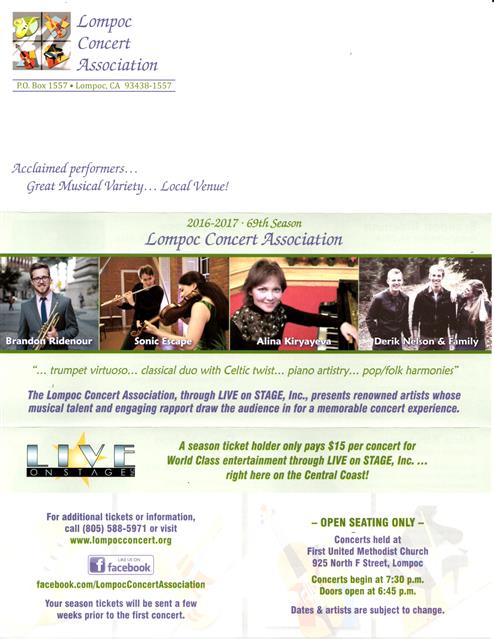 Lompoc
Concert
Association
P.O. Box 1557 • Lompoc, CA 93438-1557
Acclaimed performers…
Great Musical Variety… Local Venue!
2016-2017 · 69th Season
Lompoc Concert Association
Brandon Ridenour
Sonic Escape
Alina Kiryayeva
Derik Nelson & Family
“... trumpet virtuoso... classical duo with Celtic twist... piano artistry... pop/folk harmonies”
The Lompoc Concert Association, through LIVE on STAGE, Inc., presents renowned artists whose
musical talent and engaging rapport draw the audience in for a memorable concert experience.
LIVE
ON STAGE
A season ticket holder only pays $15 per concert for
World Class entertainment through LIVE on STAGE, Inc. ...
right here on the Central Coast!
For additional tickets or information,
call (805) 588-5971 or visit
www.lompocconcert.org
LIKE US ON
f facebook
facebook.com/LompocConcertAssociation
Your season tickets will be sent a few
weeks prior to the first concert.
– OPEN SEATING ONLY –
Concerts held at
First United Methodist Church
925 North F Street, Lompoc
Concerts begin at 7:30 p.m.
Doors open at 6:45 p.m.
Dates & artists are subject to change.